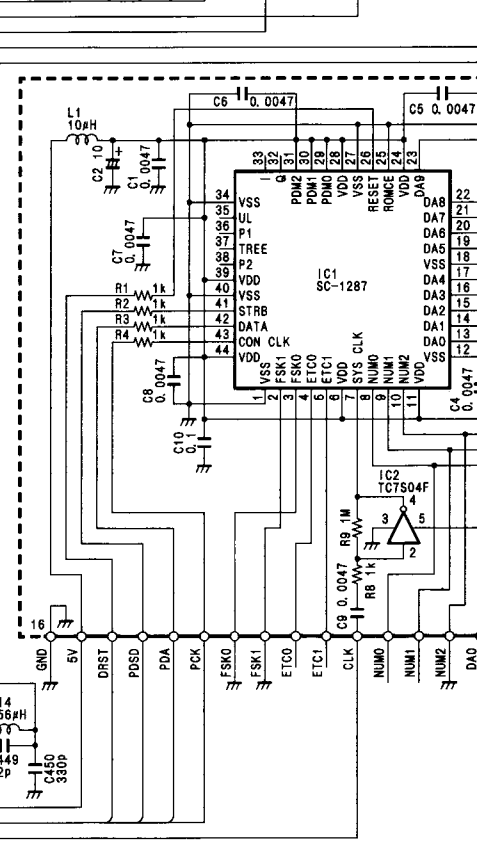 C6 0.0047
C5 0.0047
L1
10μH
C2 10
+
C1
0.0047
33
32
31
30
29
28
27
26
25
24
23
I
Q
PDM2
PDM1
PDM0
VDD
VSS
RESET
ROMCE
VDD
DA9
34 VSS
35 UL
36 P1
37 TREE
38 P2
39 VDD
40 VSS
41 STRB
42 DATA
43 CON CLK
44 VDD
DA8 22
DA7 21
DA6 20
DA5 19
VSS 18
DA4 17
DA3 16
DA2 15
DA1 14
DA0 13
VSS 12
IC1
SC-1287
C7
0.0047
R1 1k
R2 1k
R3 1k
R4 1k
C8
0.0047
C10
0.1
VSS
FSK1
FSK0
ETC0
ETC1
VDD
SYS CLK
NUM0
NUM1
NUM2
VDD
1
2
3
4
5
6
7
8
9
10
11
C4
0.0047
IC2
TC7S04F
4
3
5
2
R9 1M
R8 1k
C9 0.0047
16
GND
5V
DRST
PDSD
PDA
PCK
FSK0
FSK1
ETC0
ETC1
CLK
NUM0
NUM1
NUM2
DA0
14
56μH
449
2p
C450
330p